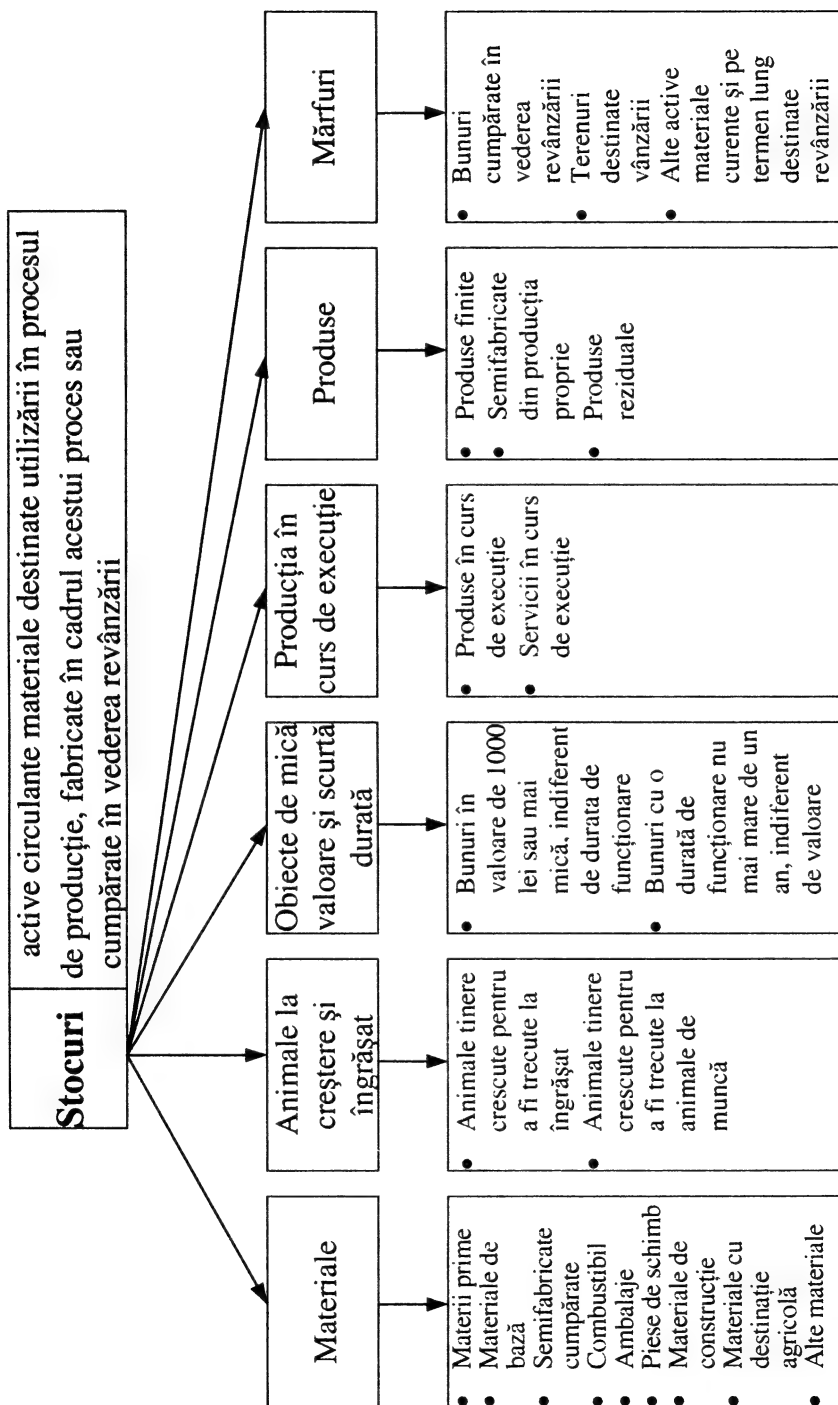 Stocuri
active circulante materiale destinate utilizării în procesul
de producție, fabricate în cadrul acestui proces sau
cumpărate în vederea revânzării
Materiale
• Materii prime
• Materiale de
bază
• Semifabricate
cumpărate
• Combustibil
• Ambalaje
• Piese de schimb
• Materiale de
construcție
• Materiale cu
destinație
agricolă
• Alte materiale
Animale la
creștere și
îngrășat
• Animale tinere
crescute pentru
a fi trecute la
îngrășat
• Animale tinere
crescute pentru
a fi trecute la
animale de
muncă
Obiecte de mică
valoare și scurtă
durată
• Bunuri în
valoare de 1000
lei sau mai
mică, indiferent
de durata de
funcționare
• Bunuri cu o
durată de
funcționare nu
mai mare de un
an, indiferent
de valoare
Producția în
curs de execuție
• Produse în curs
de execuție
• Servicii în curs
de execuție
Produse
• Produse finite
• Semifabricate
din producția
proprie
• Produse
reziduale
Mărfuri
• Bunuri
cumpărate în
vederea
revânzării
• Terenuri
destinate
vânzării
• Alte active
materiale
curente și pe
termen lung
destinate
revânzării